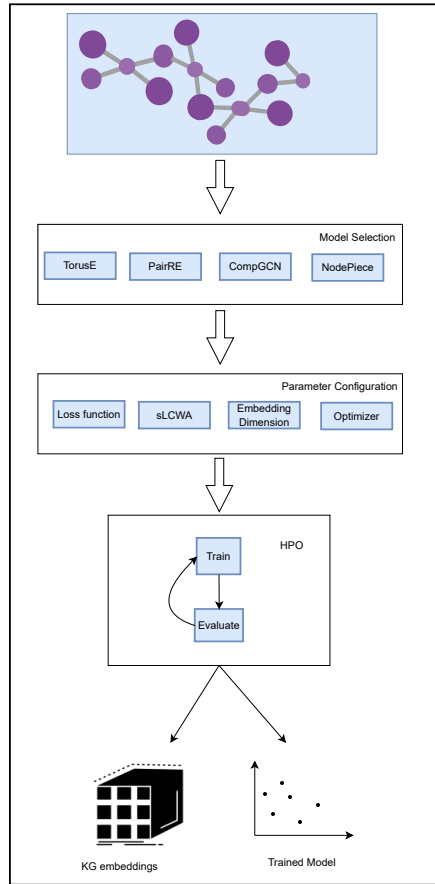 Model Selection
TorusE
PairRE
CompGCN
NodePiece
Parameter Configuration
Loss function
sLCWA
Embedding
Dimension
Optimizer
HPO
Train
Evaluate
KG embeddings
Trained Model